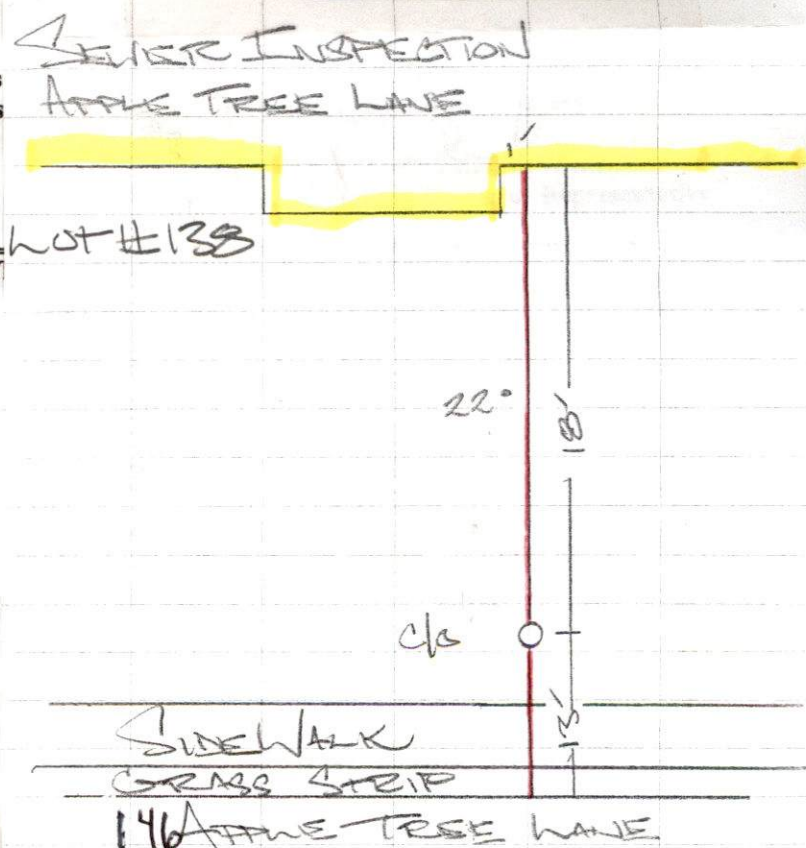 SEWER INSPECTION
APPLE TREE LANE
1'
LOT # 138
22°
18'
c/o
13'
SIDEWALK
GRASS STRIP
146 APPLE TREE LANE